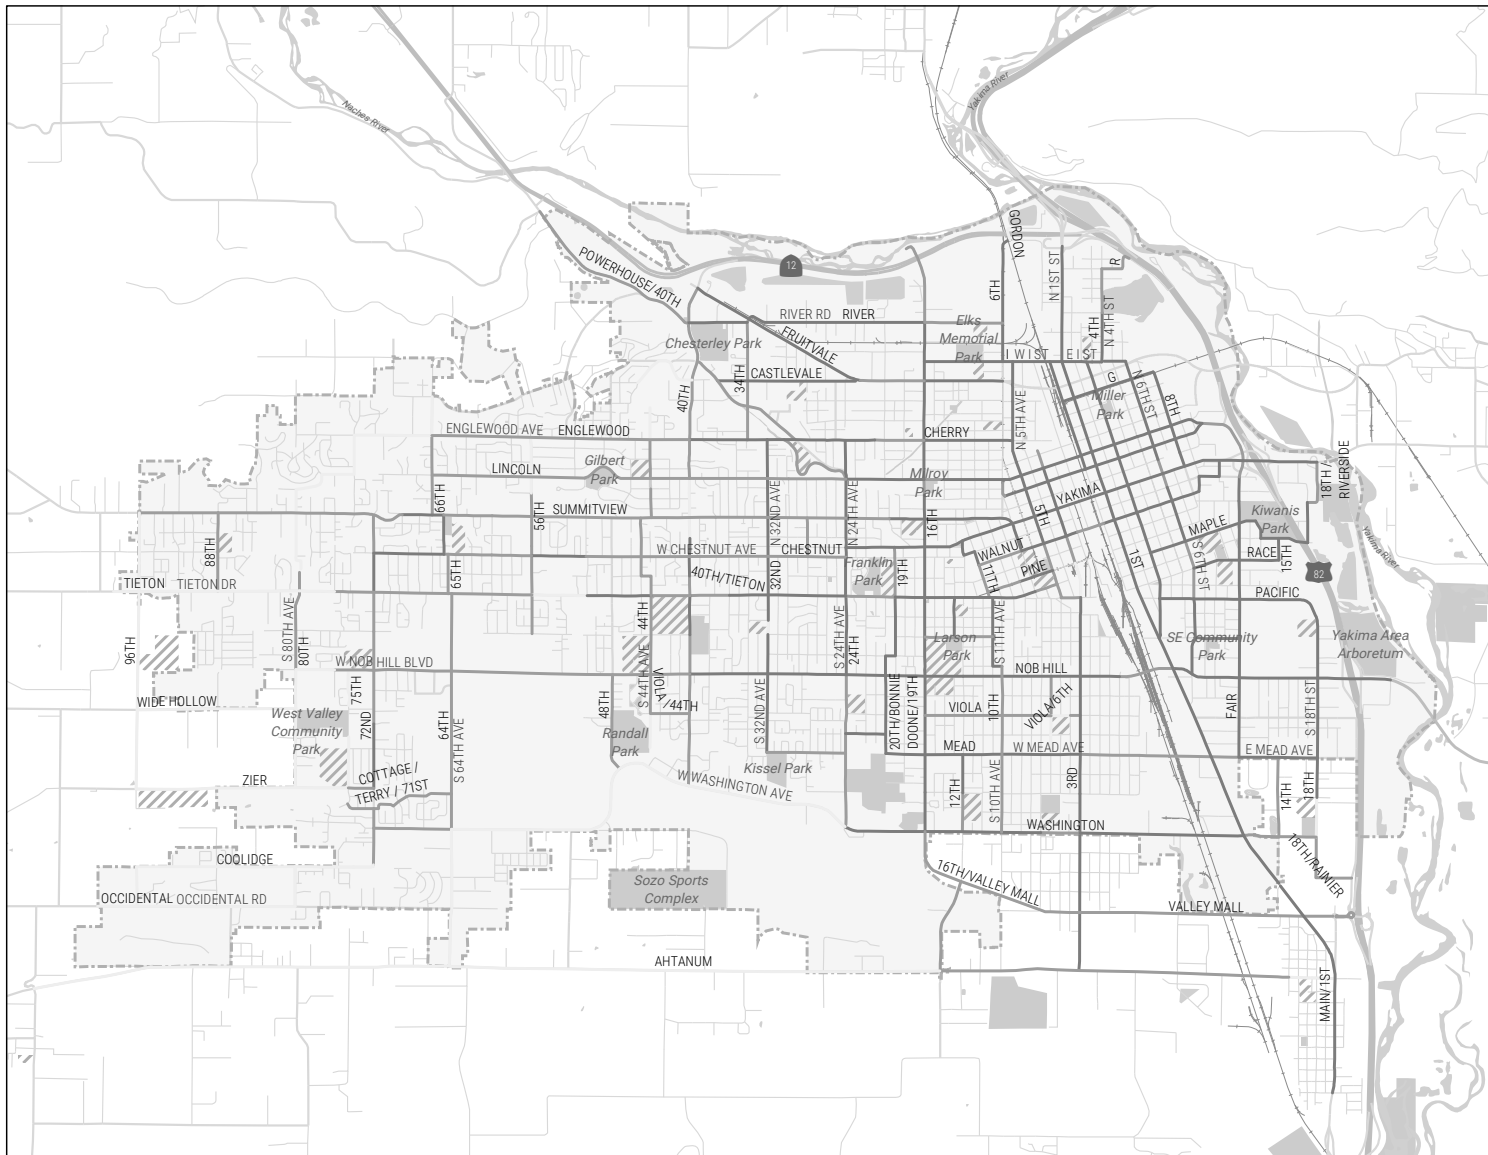 Naches River
Yakima River
GORDON
POWERHOUSE/40TH
12
6TH
N 1ST ST
R
4TH
N 4TH ST
RIVER RD
RIVER
FRUITVALE
Elks
Memorial
Park
Chesterley Park
I W I ST
E I ST
CASTLEVALE
34TH
40TH
G
Miller
Park
N 6TH ST
8TH
N 5TH AVE
ENGLEWOOD AVE
ENGLEWOOD
CHERRY
Gilbert
Park
LINCOLN
Milroy
Park
18TH /
RIVERSIDE
66TH
56TH
SUMMITVIEW
N 32ND AVE
N 24TH AVE
16TH
YAKIMA
5TH
MAPLE
Kiwanis
Park
Yakima River
88TH
W CHESTNUT AVE
CHESTNUT
WALNUT
1ST
S 6TH ST
RACE
15TH
TIETON
TIETON DR
65TH
40TH/TIETON
32ND
Franklin
Park
19TH
11TH
PINE
82
PACIFIC
96TH
S 80TH AVE
80TH
44TH
S 24TH AVE
24TH
Larson
Park
S 11TH AVE
SE Community
Park
Yakima Area
Arboretum
W NOB HILL BLVD
NOB HILL
WIDE HOLLOW
75TH
72ND
64TH
S 64TH AVE
48TH
S 44TH AVE
VIOLA /44TH
S 32ND AVE
20TH/BONNIE
DOONE/19TH
VIOLA
10TH
VIOLA/6TH
FAIR
S 18TH ST
West Valley
Community
Park
Randall
Park
MEAD
W MEAD AVE
E MEAD AVE
ZIER
COTTAGE /
TERRY / 71ST
Kissel Park
W WASHINGTON AVE
12TH
S 10TH AVE
3RD
14TH
18TH
WASHINGTON
18TH/RAINIER
COOLIDGE
OCCIDENTAL
OCCIDENTAL RD
Sozo Sports
Complex
16TH/VALLEY MALL
VALLEY MALL
AHTANUM
MAIN/1ST